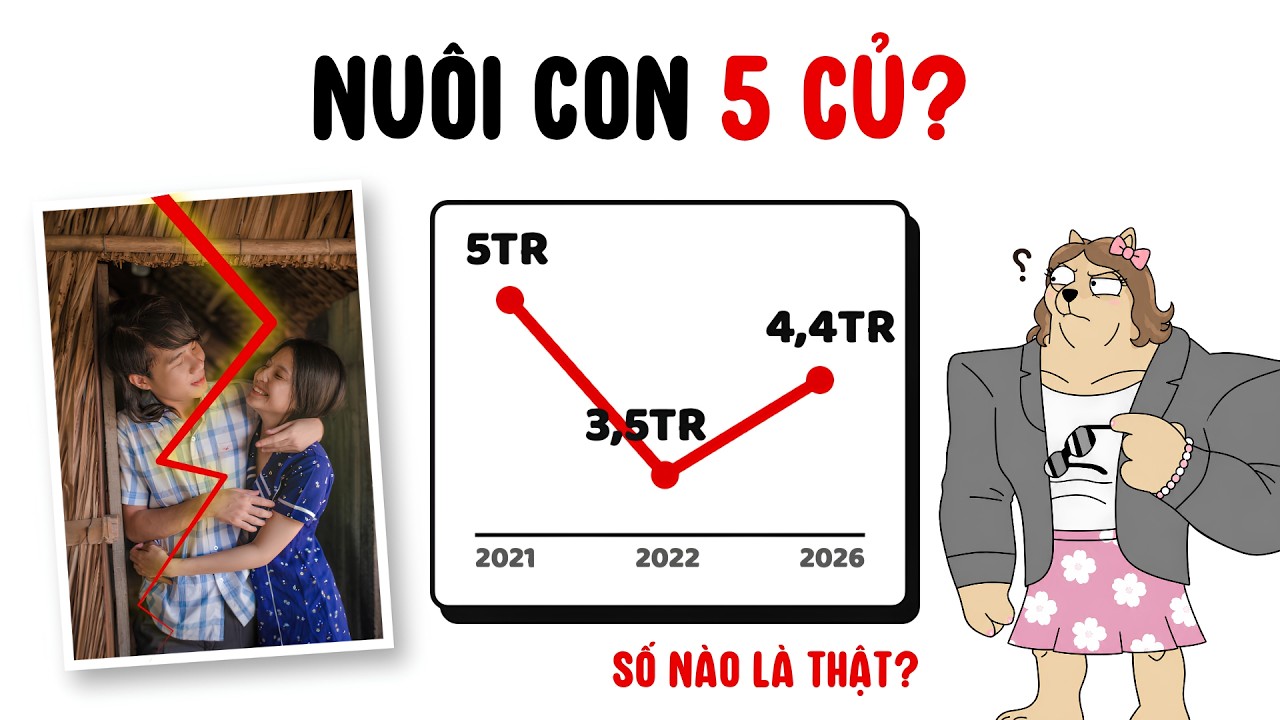 NUÔI CON 5 CỦ?
5TR
4,4TR
3,5TR
2021 2022 2026
SỐ NÀO LÀ THẬT?
?